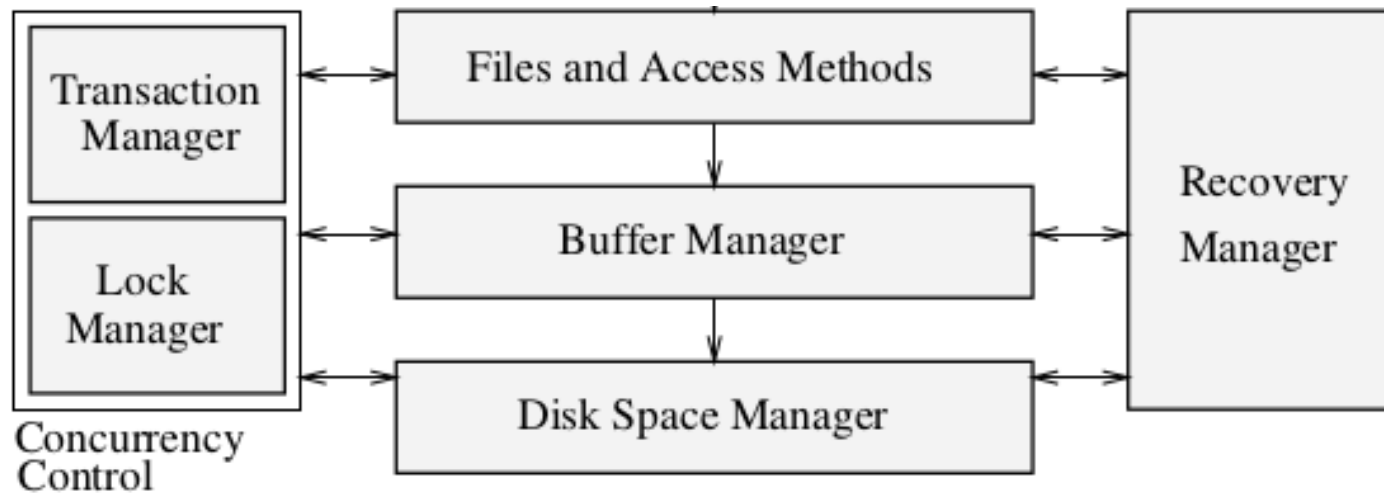 Transaction
Manager
Lock
Manager
Concurrency
Control
Files and Access Methods
Buffer Manager
Disk Space Manager
Recovery
Manager